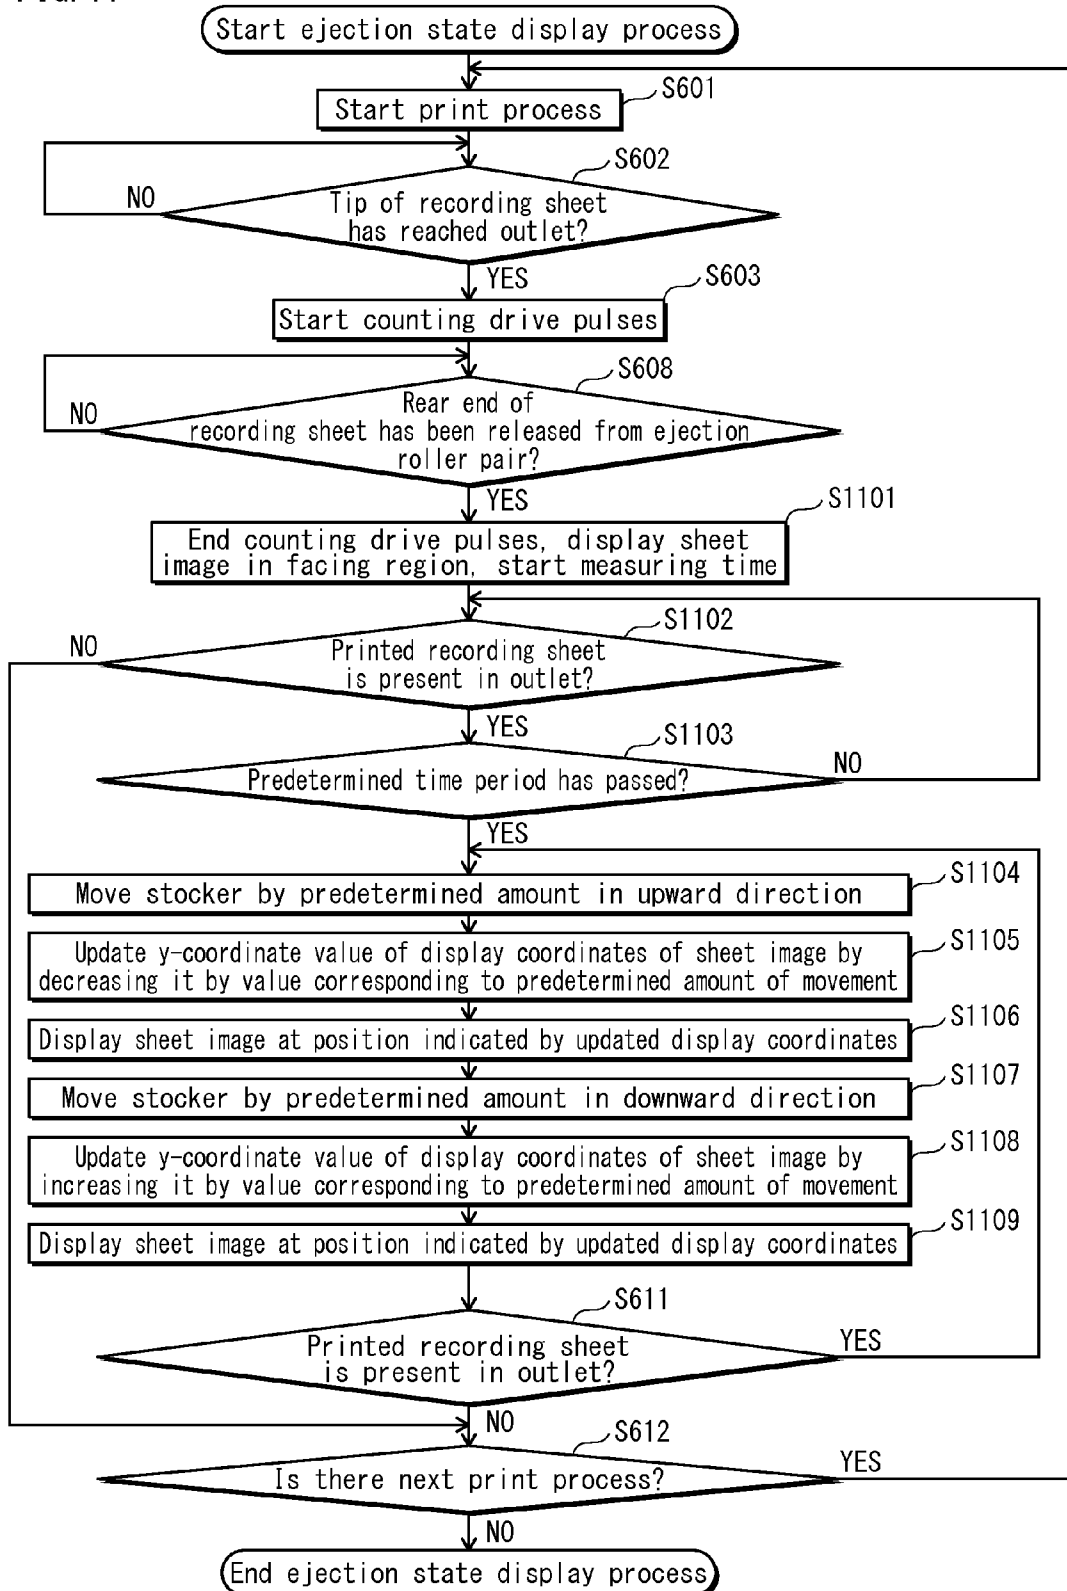 Start ejection state display process
S601
Start print process
S602
NO
Tip of recording sheet
has reached outlet?
YES
S603
Start counting drive pulses
S608
NO
Rear end of
recording sheet has been released from ejection
roller pair?
YES
S1101
End counting drive pulses, display sheet
image in facing region, start measuring time
S1102
NO
Printed recording sheet
is present in outlet?
YES
S1103
NO
Predetermined time period has passed?
YES
S1104
Move stocker by predetermined amount in upward direction
S1105
Update y-coordinate value of display coordinates of sheet image by
decreasing it by value corresponding to predetermined amount of movement
S1106
Display sheet image at position indicated by updated display coordinates
S1107
Move stocker by predetermined amount in downward direction
S1108
Update y-coordinate value of display coordinates of sheet image by
increasing it by value corresponding to predetermined amount of movement
S1109
Display sheet image at position indicated by updated display coordinates
S611
Printed recording sheet
is present in outlet?
YES
NO
S612
Is there next print process?
YES
NO
End ejection state display process